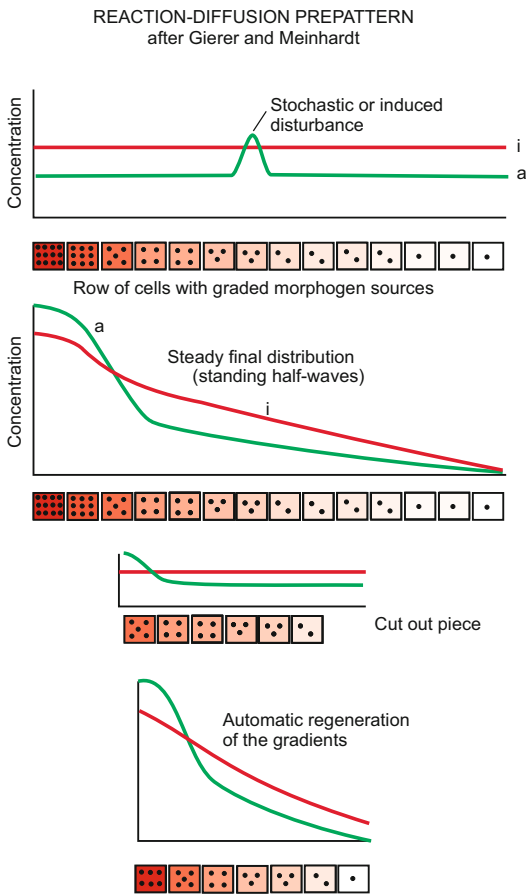 REACTION-DIFFUSION PREPATTERN
after Gierer and Meinhardt
Stochastic or induced
disturbance
Concentration
i
a
Row of cells with graded morphogen sources
a
Steady final distribution
(standing half-waves)
i
Concentration
Cut out piece
Automatic regeneration
of the gradients